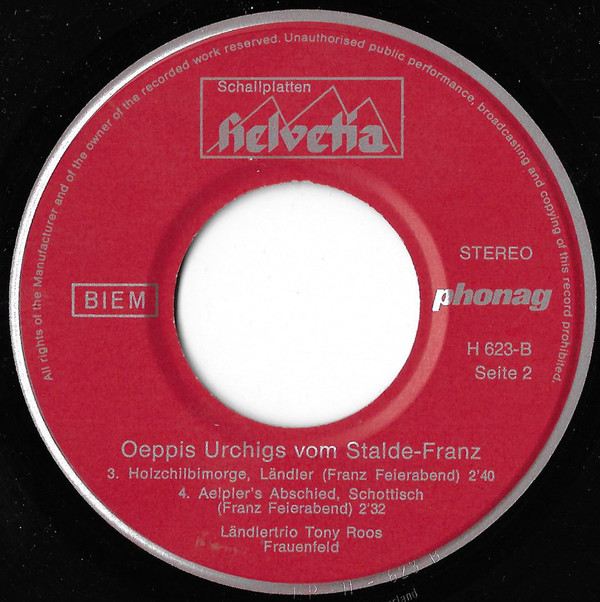 All rights of the Manufacturer and of the owner of the recorded work reserved. Unauthorised public performance, broadcasting and copying of this record prohibited.
Schallplatten
Helvetia
STEREO
BIEM
phonag
H 623-B
Seite 2
Oeppis Urchigs vom Stalde-Franz
3. Holzchilbimorge, Ländler (Franz Feierabend) 2'40
4. Aelpler's Abschied, Schottisch
(Franz Feierabend) 2'32
Ländlertrio Tony Roos
Frauenfeld
H - 623 B